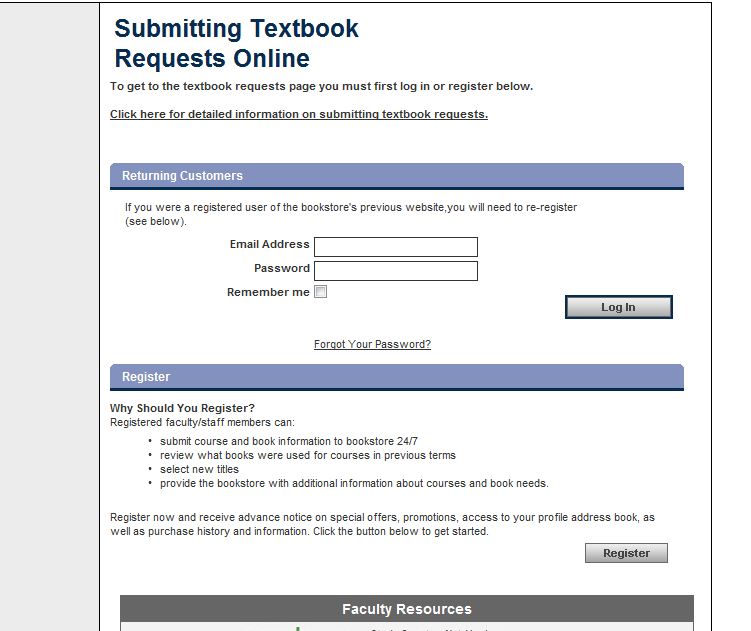 Submitting Textbook
Requests Online
To get to the textbook requests page you must first log in or register below.
Click here for detailed information on submitting textbook requests.
Returning Customers
If you were a registered user of the bookstore's previous website,you will need to re-register
(see below).
Email Address
Password
Remember me
Log In
Forgot Your Password?
Register
Why Should You Register?
Registered faculty/staff members can:
• submit course and book information to bookstore 24/7
• review what books were used for courses in previous terms
• select new titles
• provide the bookstore with additional information about courses and book needs.
Register now and receive advance notice on special offers, promotions, access to your profile address book, as
well as purchase history and information. Click the button below to get started.
Register
Faculty Resources